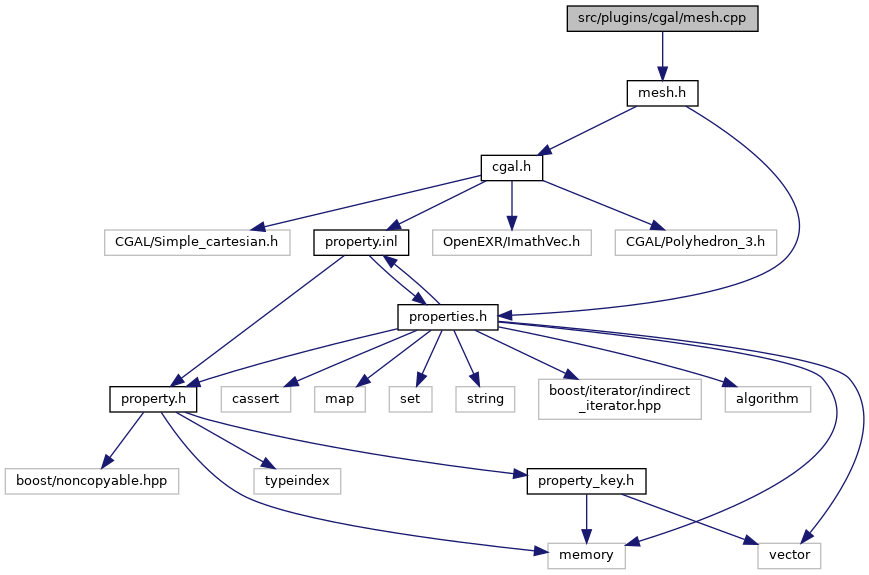 src/plugins/cgal/mesh.cpp
mesh.h
cgal.h
CGAL/Simple_cartesian.h
property.inl
OpenEXR/ImathVec.h
CGAL/Polyhedron_3.h
properties.h
property.h
cassert
map
set
string
boost/iterator/indirect
_iterator.hpp
algorithm
boost/noncopyable.hpp
typeindex
property_key.h
memory
vector